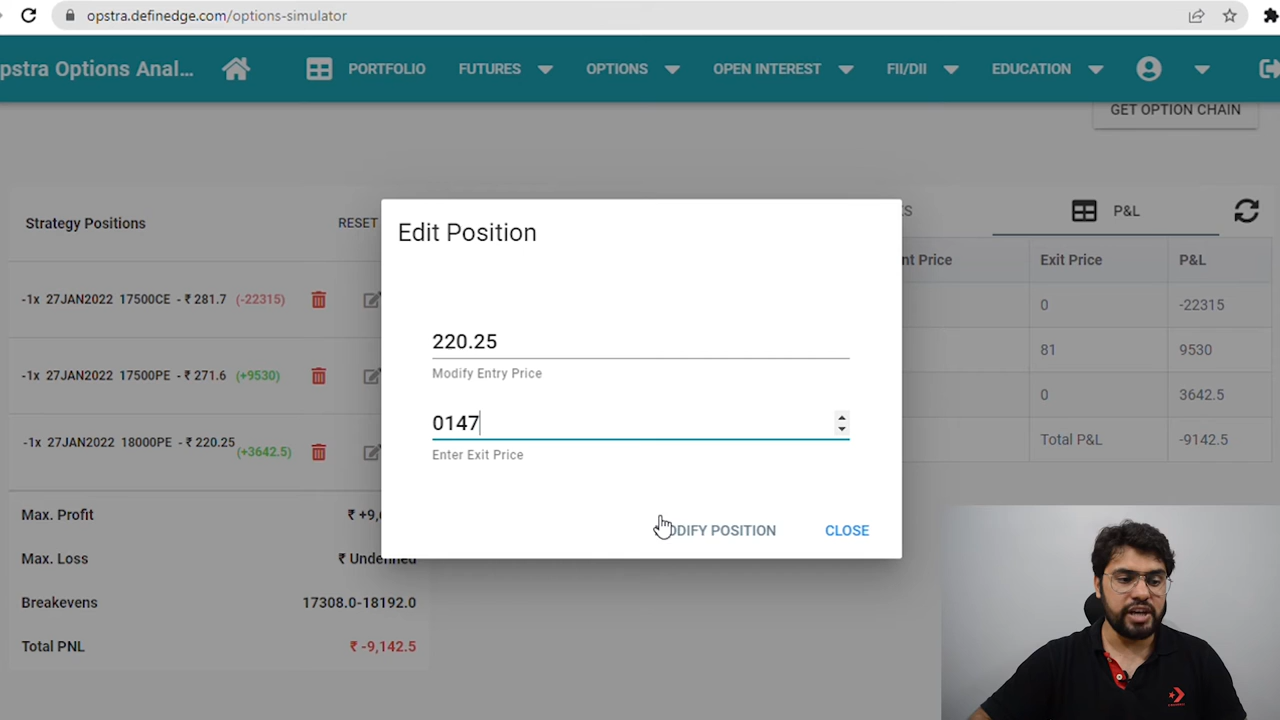 opstra.definedge.com/options-simulator
pstra Options Anal...
PORTFOLIO
FUTURES
OPTIONS
OPEN INTEREST
FII/DII
EDUCATION
GET OPTION CHAIN
Strategy Positions
RESET
P&L
Exit Price
P&L
-1x 27JAN2022 17500CE - ₹ 281.7 (-22315)
0
-22315
-1x 27JAN2022 17500PE - ₹ 271.6 (+9530)
81
9530
-1x 27JAN2022 18000PE - ₹ 220.25
(+3642.5)
0
3642.5
Total P&L
-9142.5
Edit Position
220.25
Modify Entry Price
0147
Enter Exit Price
ODIFY POSITION
CLOSE
Max. Profit
₹ +9,
Max. Loss
₹ Undefined
Breakevens
17308.0-18192.0
Total PNL
₹ -9,142.5